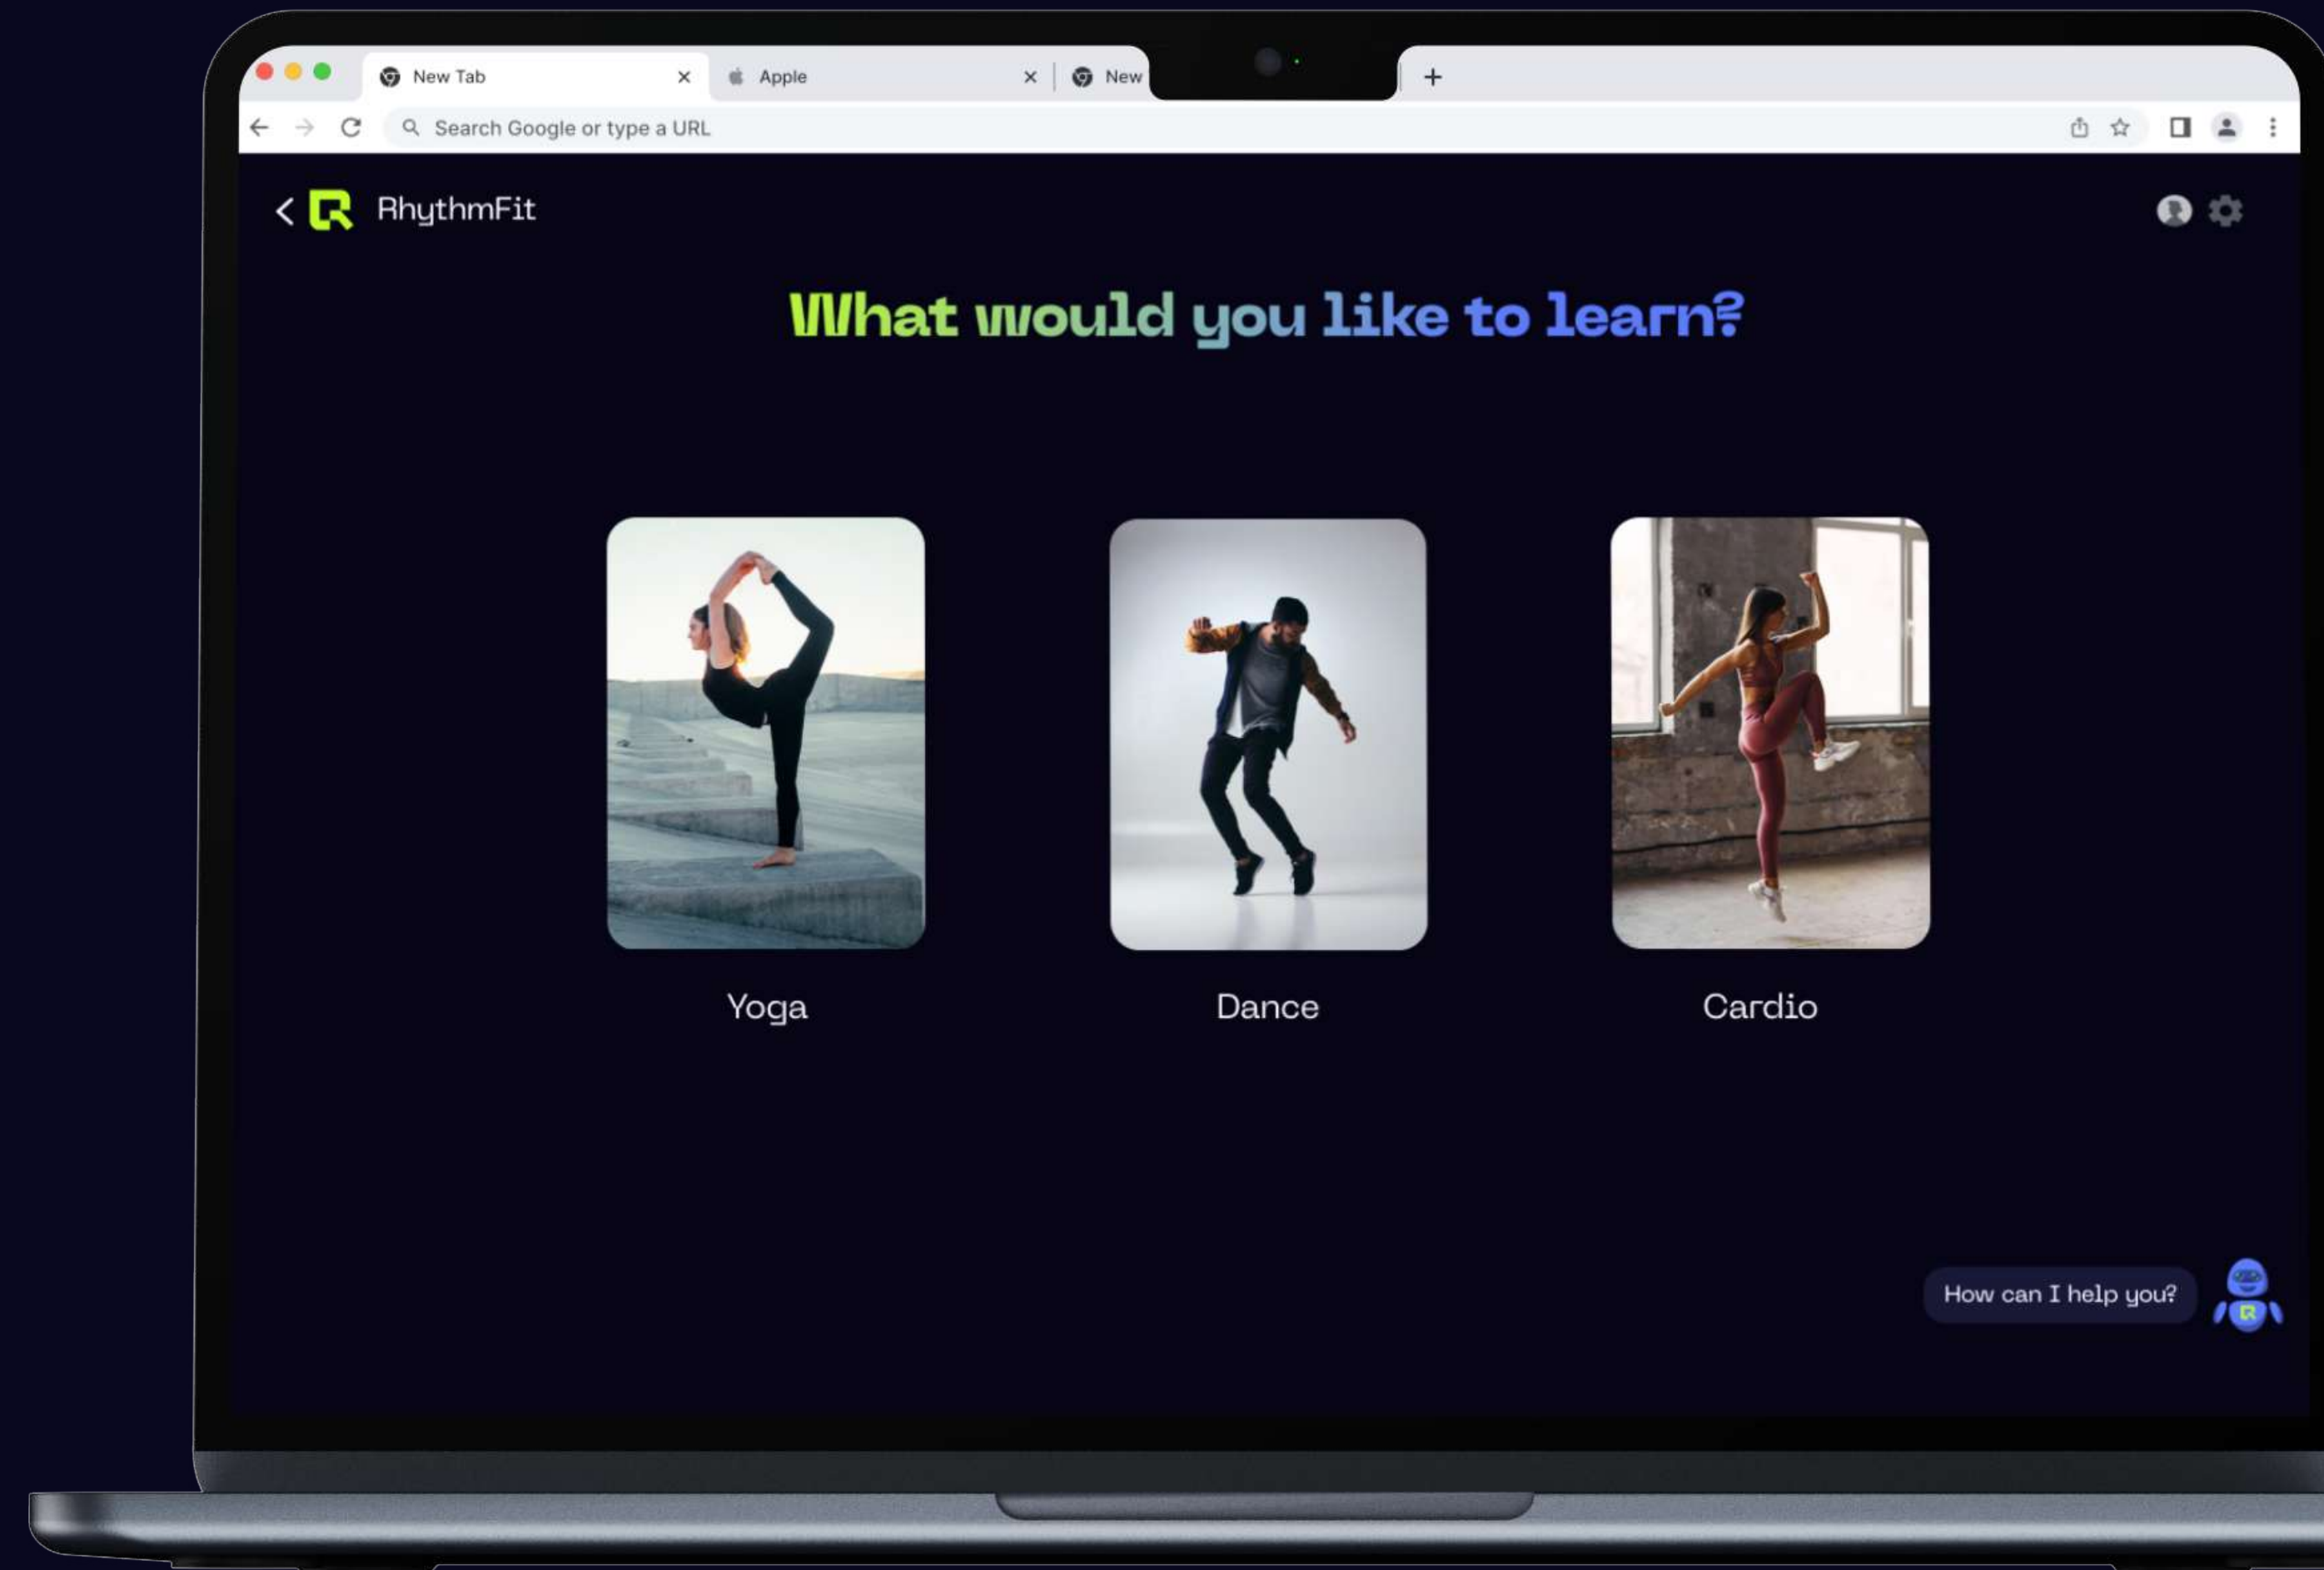 New Tab
Apple
New
Search Google or type a URL
RhythmFit
What would you like to learn?
Yoga
Dance
Cardio
How can I help you?
R